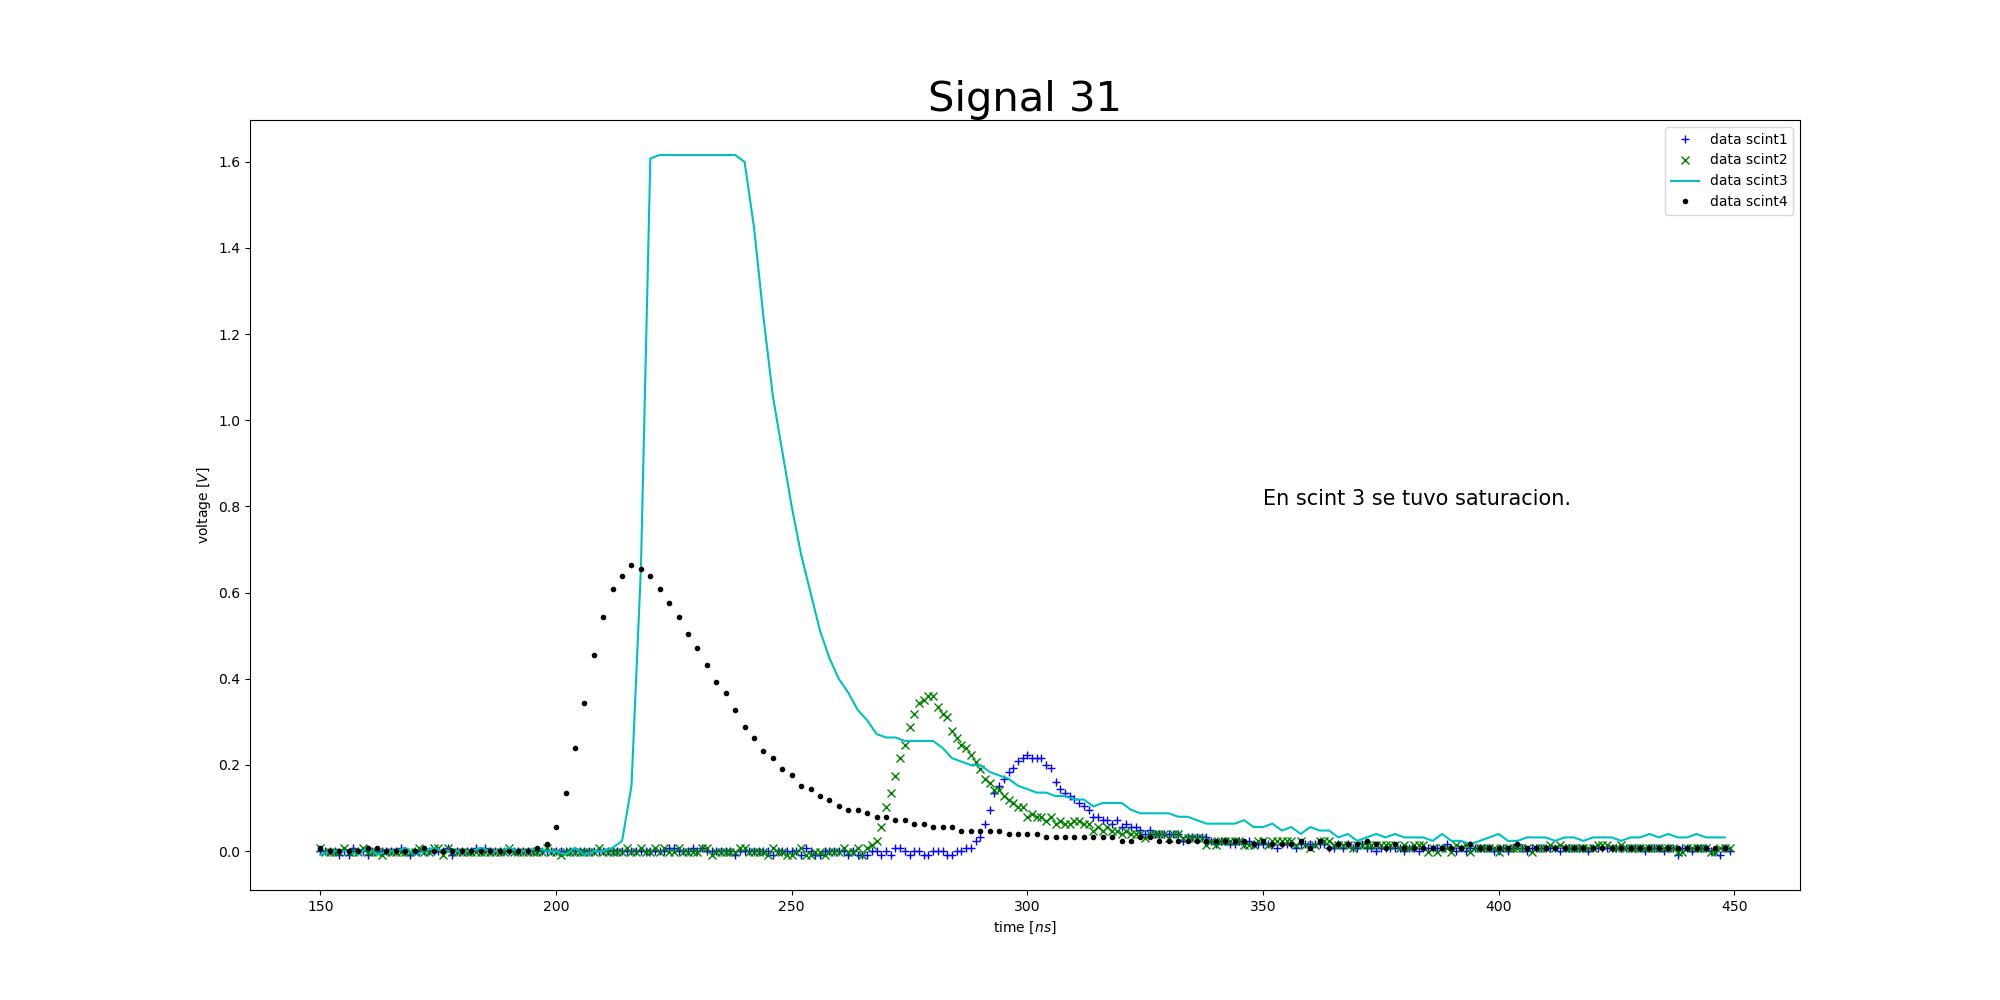 Signal 31
data scint1
data scint2
data scint3
data scint4
1.6
1.4
1.2
1.0
0.8
0.6
0.4
0.2
0.0
voltage [V]
En scint 3 se tuvo saturacion.
150 200 250 300 350 400 450
time [ns]